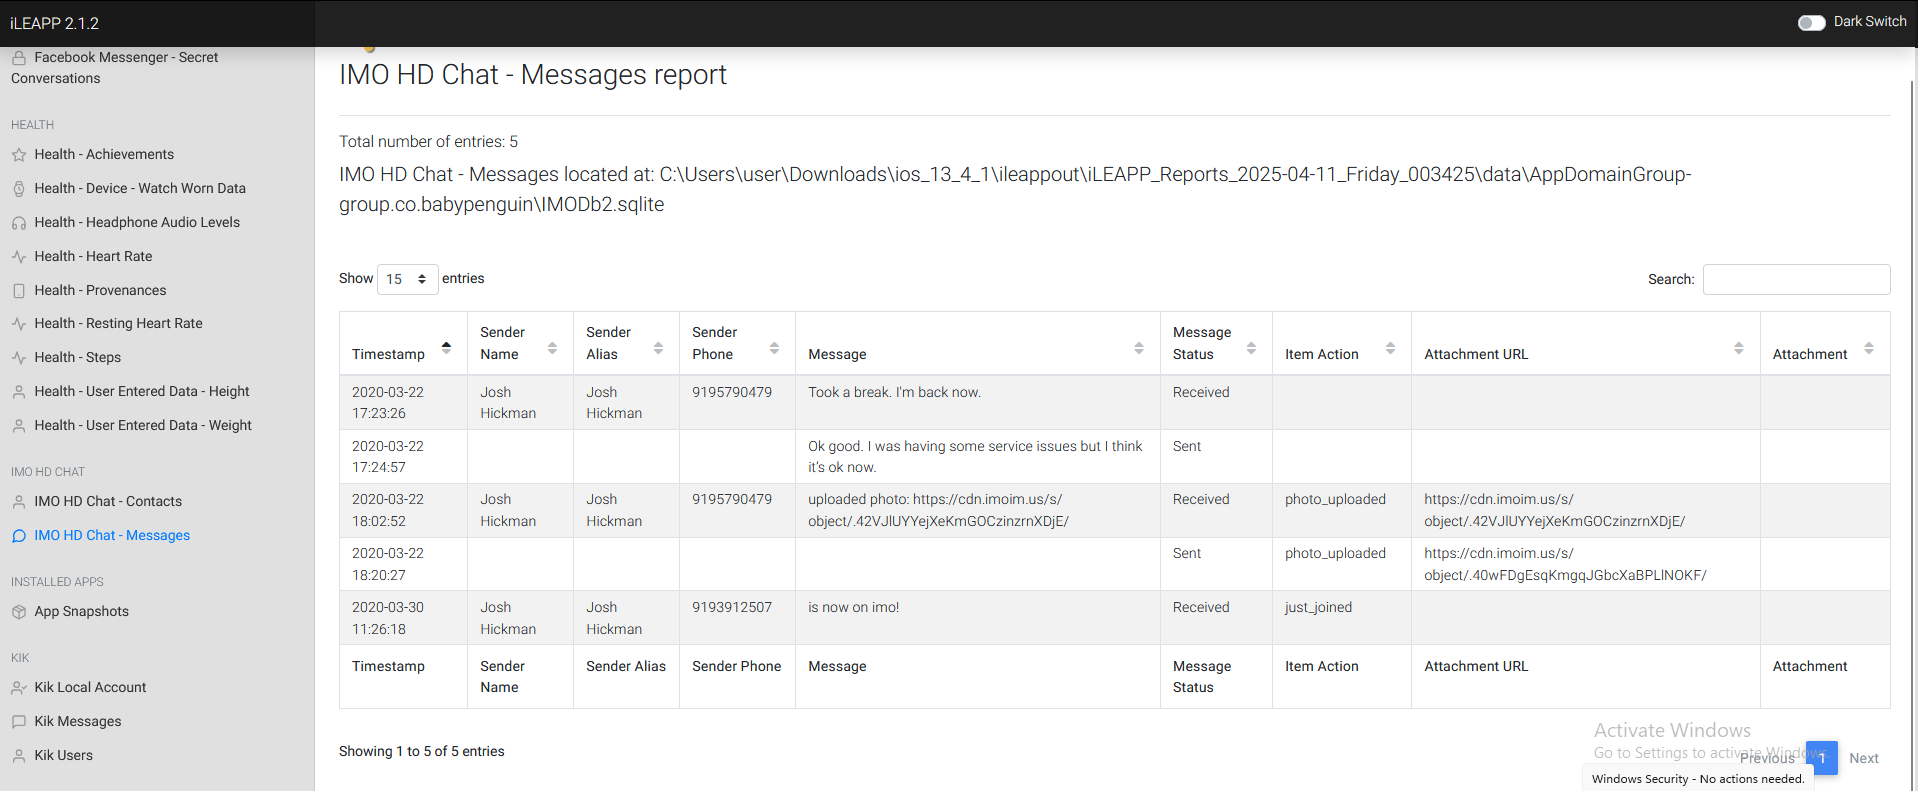 iLEAPP 2.1.2
Dark Switch
Facebook Messenger - Secret
Conversations
HEALTH
Health - Achievements
Health - Device - Watch Worn Data
Health - Headphone Audio Levels
Health - Heart Rate
Health - Provenances
Health - Resting Heart Rate
Health - Steps
Health - User Entered Data - Height
Health - User Entered Data - Weight
IMO HD CHAT
IMO HD Chat - Contacts
IMO HD Chat - Messages
INSTALLED APPS
App Snapshots
KIK
Kik Local Account
Kik Messages
Kik Users
IMO HD Chat - Messages report
Total number of entries: 5
IMO HD Chat - Messages located at: C:\Users\user\Downloads\ios_13_4_1\ileappout\iLEAPP_Reports_2025-04-11_Friday_003425\data\AppDomainGroup-
group.co.babypenguin\IMODb2.sqlite
Show 15 entries
Search:
Timestamp Sender Name Sender Alias Sender Phone Message Message Status Item Action Attachment URL Attachment
2020-03-22 17:23:26 Josh Hickman Josh Hickman 9195790479 Took a break. I'm back now. Received
2020-03-22 17:24:57 Ok good. I was having some service issues but I think it's ok now. Sent
2020-03-22 18:02:52 Josh Hickman Josh Hickman 9195790479 uploaded photo: https://cdn.imoim.us/s/object/.42VJlUYYejXeKmGOCzinzrnXDjE/ Received photo_uploaded https://cdn.imoim.us/s/object/.42VJlUYYejXeKmGOCzinzrnXDjE/
2020-03-22 18:20:27 Sent photo_uploaded https://cdn.imoim.us/s/object/.40wFDgEsqKmgqJGbcXaBPLlNOKF/
2020-03-30 11:26:18 Josh Hickman Josh Hickman 9193912507 is now on imo! Received just_joined
Timestamp Sender Name Sender Alias Sender Phone Message Message Status Item Action Attachment URL Attachment
Showing 1 to 5 of 5 entries
Activate Windows
Go to Settings to activate Windows.
Previous 1 Next
Windows Security - No actions needed.